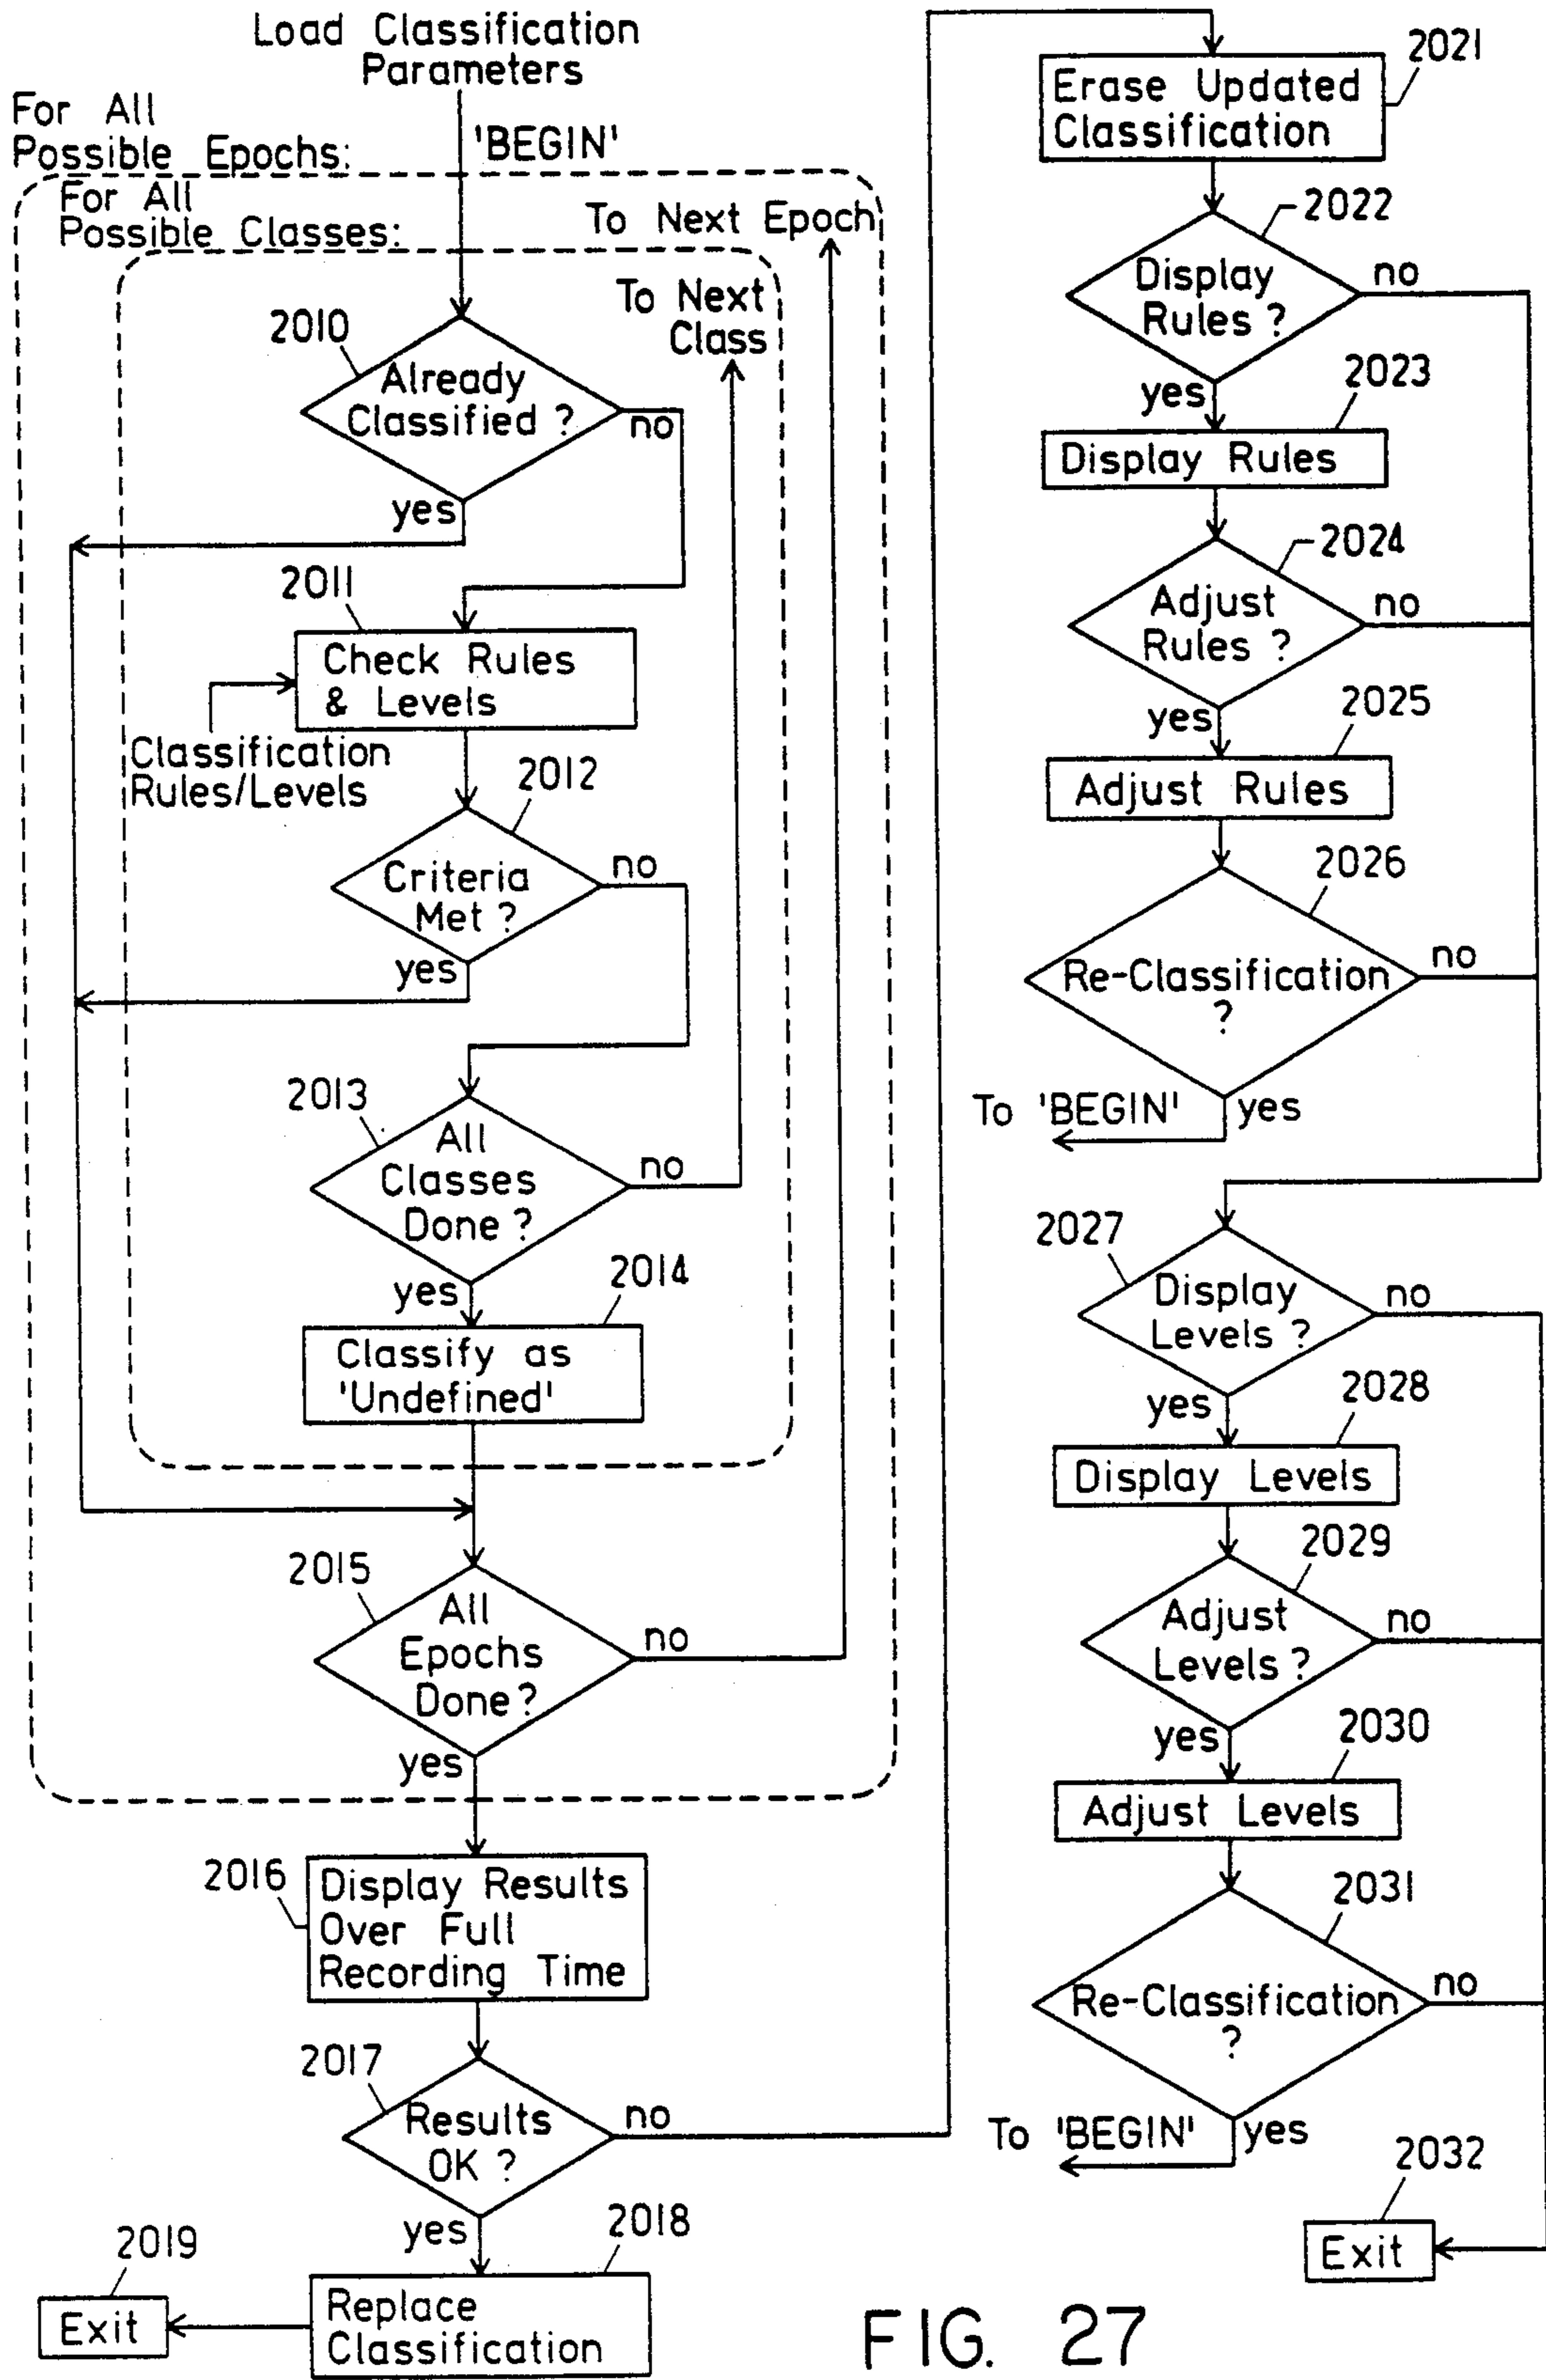 Load Classification
Parameters
For All
Possible Epochs:
'BEGIN'
For All
Possible Classes:
To Next Epoch
To Next
Class
2010
Already
Classified ?
no
yes
2011
Check Rules
& Levels
Classification
Rules/Levels
2012
Criteria
Met ?
no
yes
2013
All
Classes
Done ?
no
yes
2014
Classify as
'Undefined'
2015
All
Epochs
Done ?
no
yes
2016
Display Results
Over Full
Recording Time
2017
Results
OK ?
no
yes
2018
Replace
Classification
2019
Exit
2021
Erase Updated
Classification
2022
Display
Rules ?
no
yes
2023
Display Rules
2024
Adjust
Rules ?
no
yes
2025
Adjust Rules
2026
Re-Classification
?
no
To 'BEGIN'
yes
2027
Display
Levels ?
no
yes
2028
Display Levels
2029
Adjust
Levels ?
no
yes
2030
Adjust Levels
2031
Re-Classification
?
no
To 'BEGIN'
yes
2032
Exit
FIG. 27